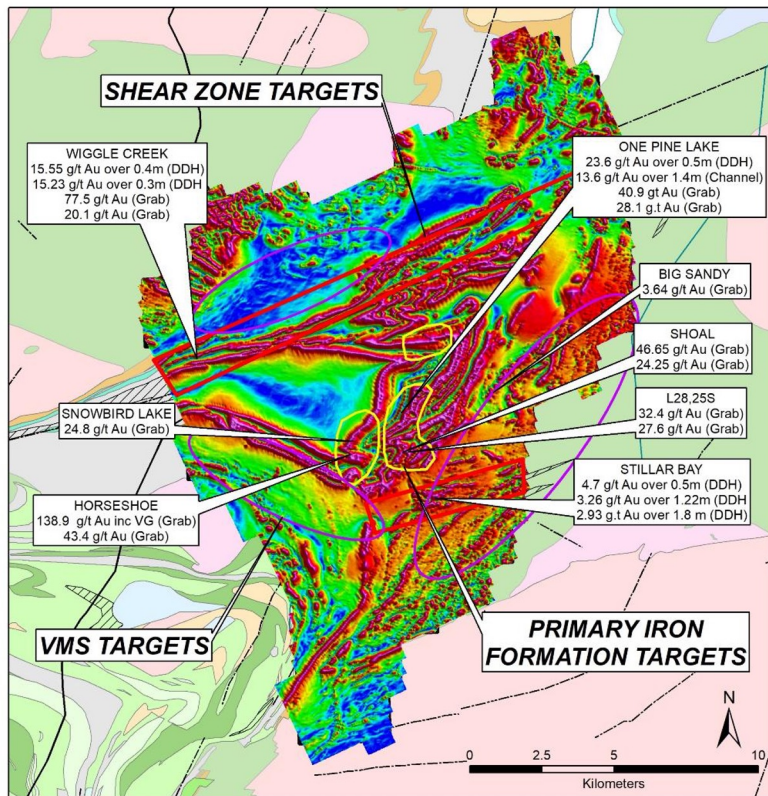 SHEAR ZONE TARGETS
WIGGLE CREEK
15.55 g/t Au over 0.4m (DDH)
15.23 g/t Au over 0.3m (DDH)
77.5 g/t Au (Grab)
20.1 g/t Au (Grab)
ONE PINE LAKE
23.6 g/t Au over 0.5m (DDH)
13.6 g/t Au over 1.4m (Channel)
40.9 gt Au (Grab)
28.1 g.t Au (Grab)
BIG SANDY
3.64 g/t Au (Grab)
SHOAL
46.65 g/t Au (Grab)
24.25 g/t Au (Grab)
SNOWBIRD LAKE
24.8 g/t Au (Grab)
L28,25S
32.4 g/t Au (Grab)
27.6 g/t Au (Grab)
STILLAR BAY
4.7 g/t Au over 0.5m (DDH)
3.26 g/t Au over 1.22m (DDH
2.93 g.t Au over 1.8 m (DDH)
HORSESHOE
138.9 g/t Au inc VG (Grab)
43.4 g/t Au (Grab)
VMS TARGETS
PRIMARY IRON
FORMATION TARGETS
N
0 2.5 5 10
Kilometers